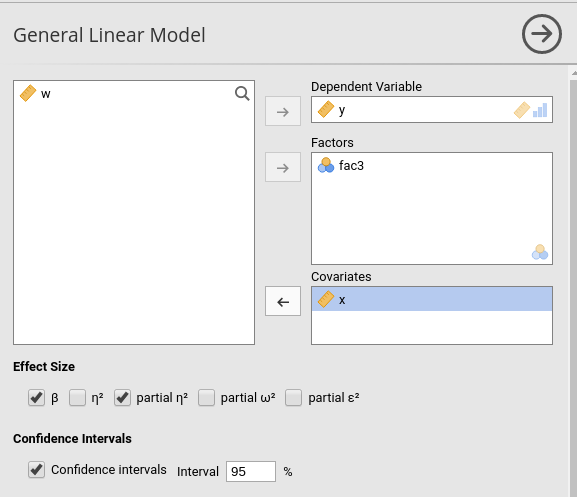 General Linear Model
w
Dependent Variable
y
Factors
fac3
Covariates
x
Effect Size
β η² partial η² partial ω² partial ε²
Confidence Intervals
Confidence intervals Interval 95 %